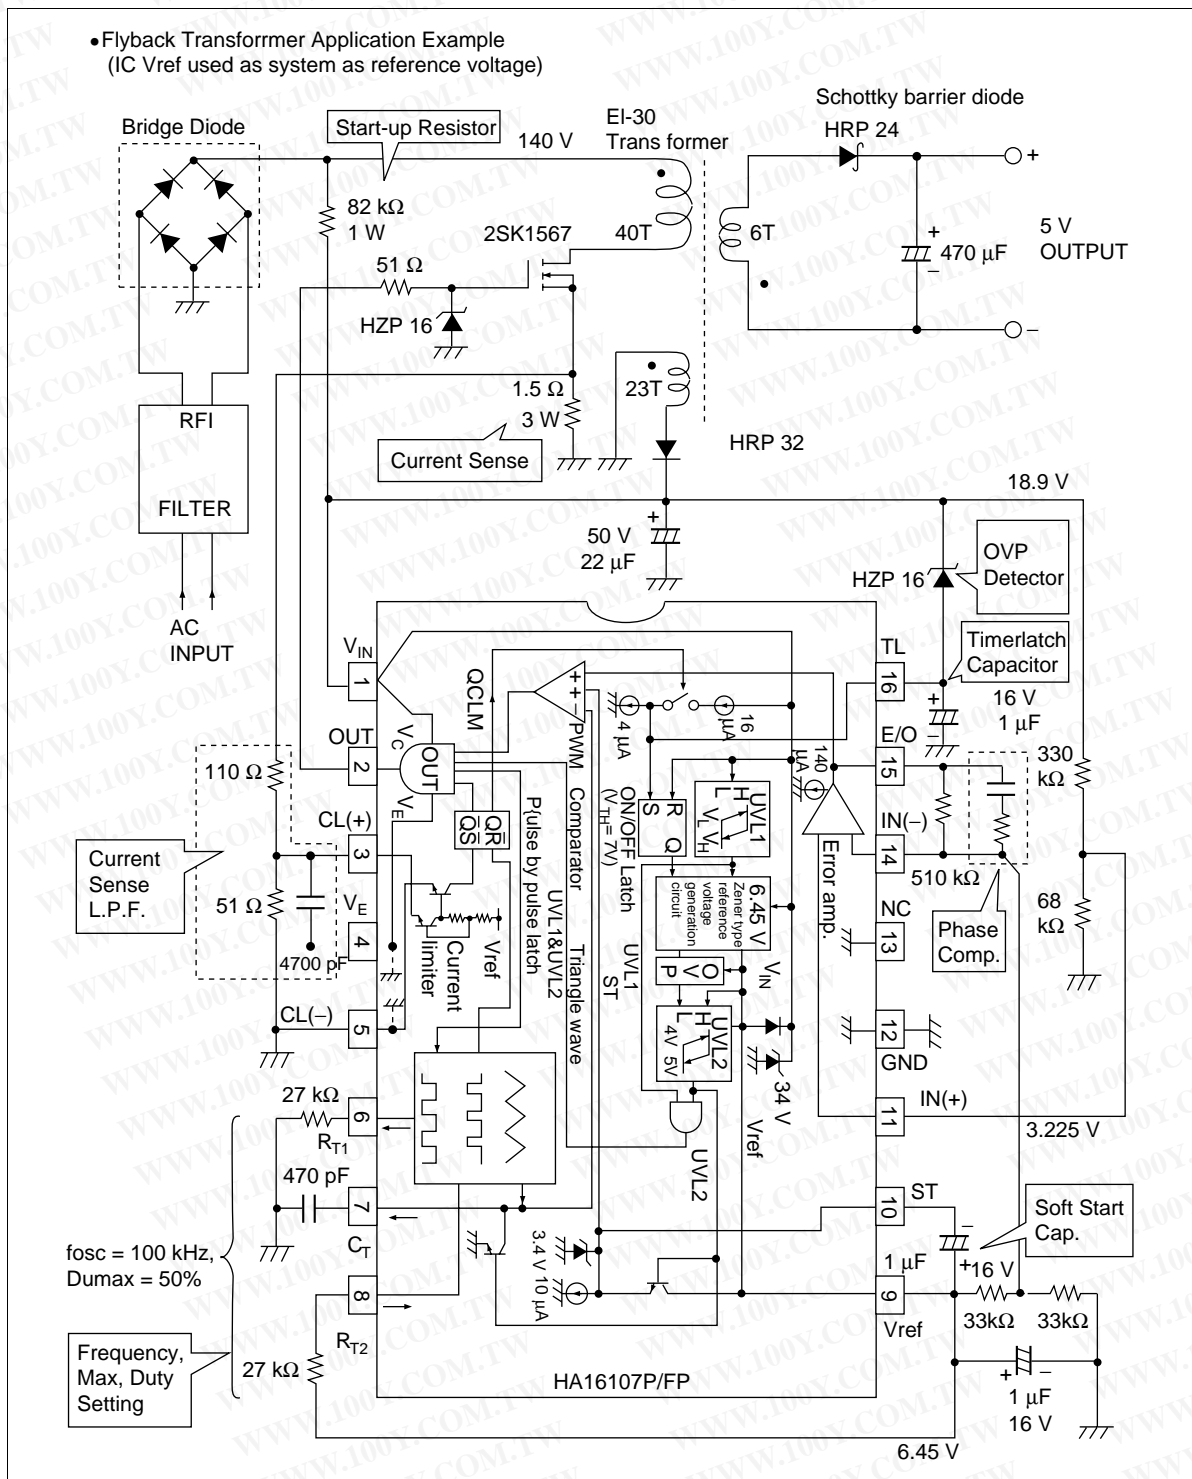 • Flyback Transforrmer Application Example
(IC Vref used as system as reference voltage)
Bridge Diode
Start-up Resistor
140 V
EI-30
Trans former
Schottky barrier diode
HRP 24
+
82 kΩ
1 W
2SK1567
40T
6T
+
470 µF
−
5 V
OUTPUT
51 Ω
HZP 16
−
RFI
FILTER
1.5 Ω
3 W
23T
Current Sense
HRP 32
18.9 V
AC
INPUT
+
50 V
22 µF
HZP 16
OVP
Detector
Timerlatch
Capacitor
VIN
1
TL
16
+
−
16 V
1 µF
QCLM
+
+
−
PWM Comparator
4 µA
16 µA
OUT
2
VC
OUT
VE
E/O
15
140 µA
330
kΩ
110 Ω
CL(+)
3
QR
QS
Pµulse by pulse latch
ON/OFF Latch
(VTH = 7V)
R
S Q
UVL1
H
L
VL VH
Error amp.
IN(−)
14
510 kΩ
Current
Sense
L.P.F.
51 Ω
4700 pF
VE
4
Current
limiter
Vref
UVL1&UVL2
Triangle wave
UVL1
ST
6.45 V
Zener type
reference
voltage
generation
circuit
NC
13
68
kΩ
Phase
Comp.
O V P
VIN
CL(−)
5
UVL2
H
L
4V 5V
34 V
12
GND
27 kΩ
6
RT1
IN(+)
11
3.225 V
UVL2
Vref
470 pF
7
CT
ST
10
Soft Start
Cap.
fosc = 100 kHz,
Dumax = 50%
3.4 V
10 µA
−
+
1 µF
16 V
8
RT2
9
Vref
33kΩ
33kΩ
Frequency,
Max, Duty
Setting
27 kΩ
HA16107P/FP
+
−
1 µF
16 V
6.45 V
WWW.100Y.COM.TW